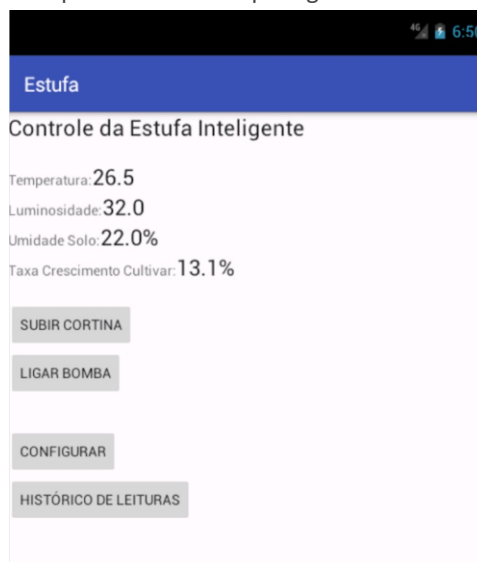 4G 6:50
Estufa
Controle da Estufa Inteligente
Temperatura:26.5
Luminosidade:32.0
Umidade Solo:22.0%
Taxa Crescimento Cultivar:13.1%
SUBIR CORTINA
LIGAR BOMBA
CONFIGURAR
HISTÓRICO DE LEITURAS